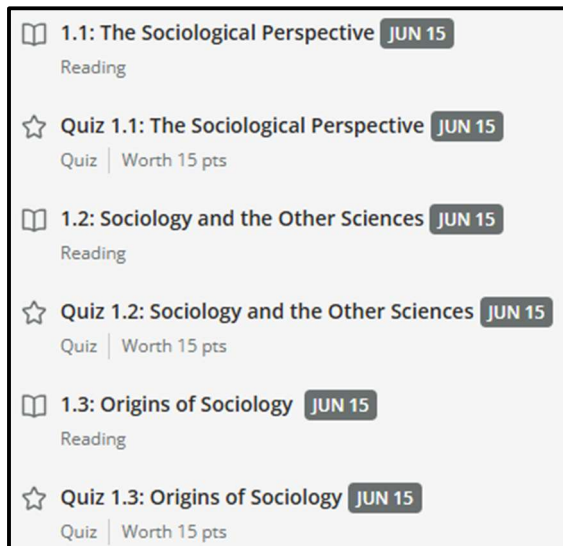 1.1: The Sociological Perspective JUN 15
Reading
Quiz 1.1: The Sociological Perspective JUN 15
Quiz | Worth 15 pts
1.2: Sociology and the Other Sciences JUN 15
Reading
Quiz 1.2: Sociology and the Other Sciences JUN 15
Quiz | Worth 15 pts
1.3: Origins of Sociology JUN 15
Reading
Quiz 1.3: Origins of Sociology JUN 15
Quiz | Worth 15 pts